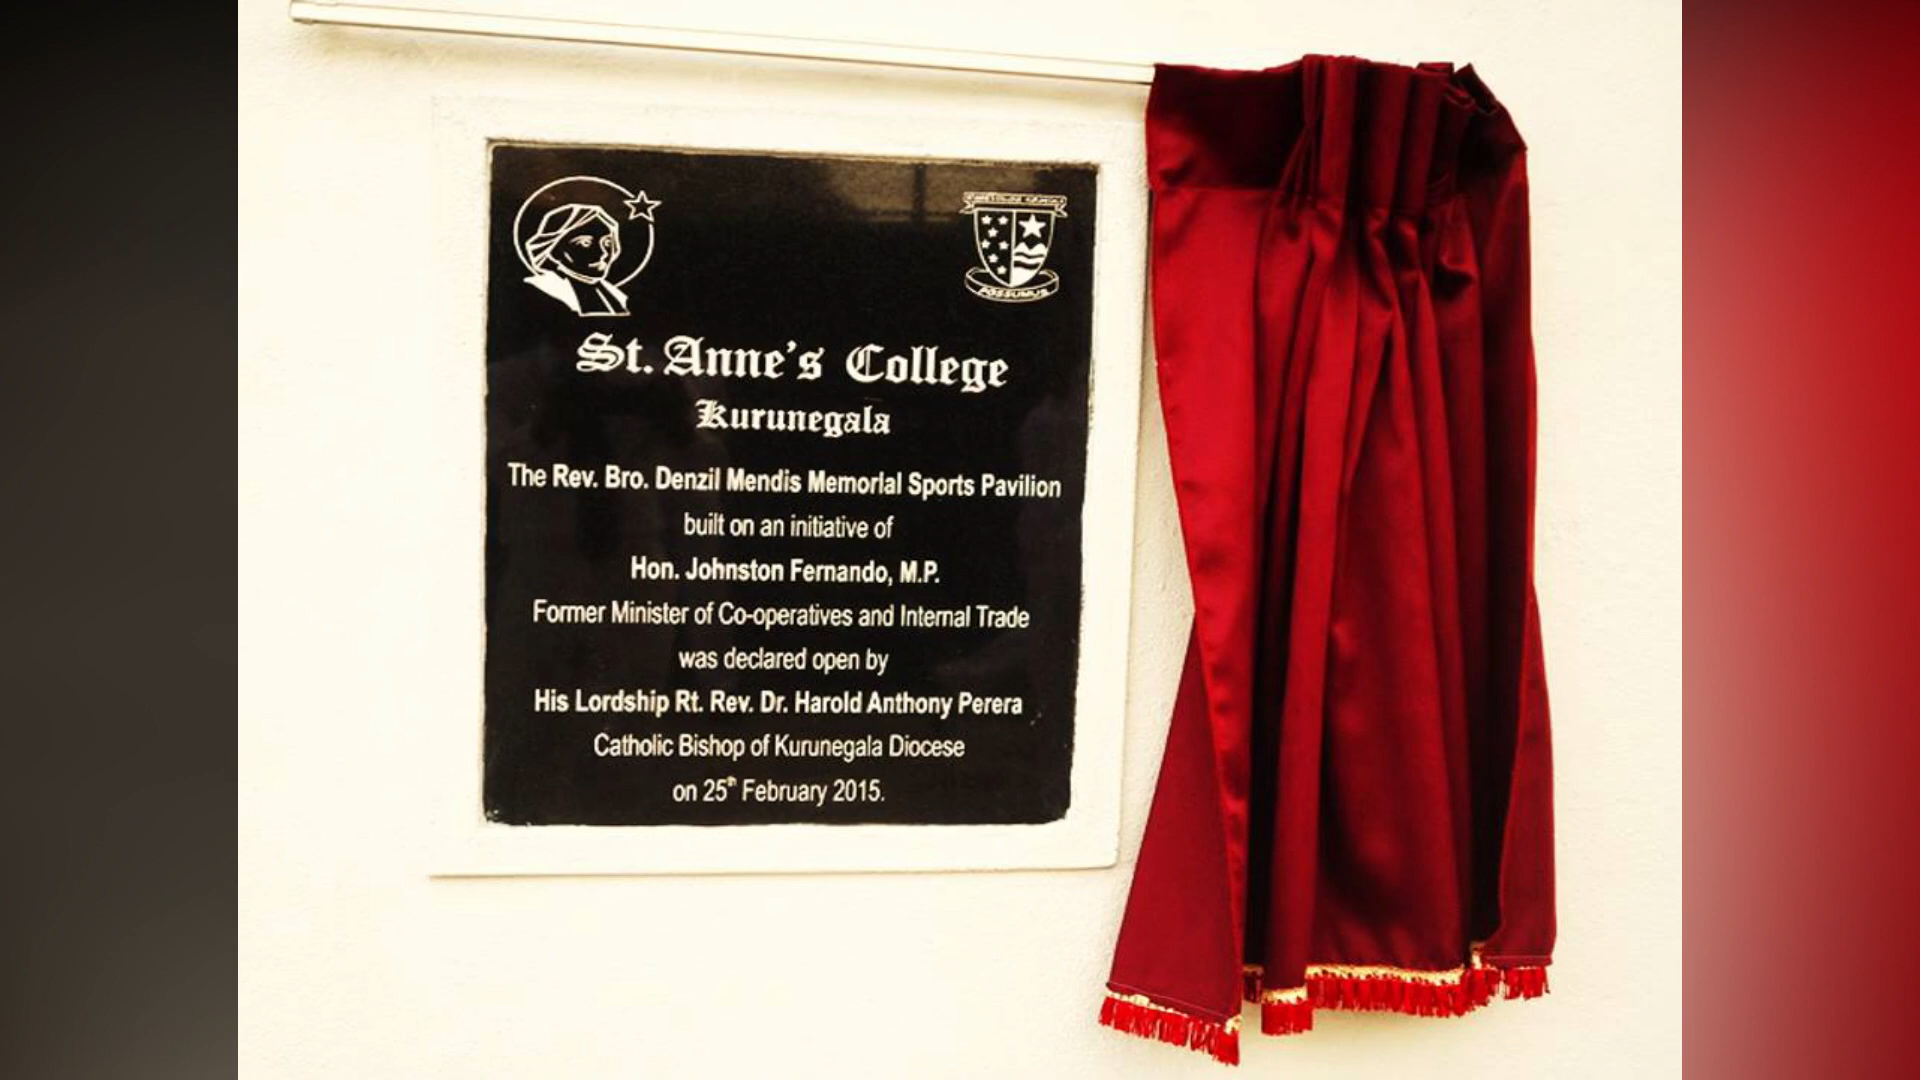 POSSUMUS
St. Anne's College
Kurunegala
The Rev. Bro. Denzil Mendis Memorial Sports Pavilion
built on an initiative of
Hon. Johnston Fernando, M.P.
Former Minister of Co-operatives and Internal Trade
was declared open by
His Lordship Rt. Rev. Dr. Harold Anthony Perera
Catholic Bishop of Kurunegala Diocese
on 25th February 2015.